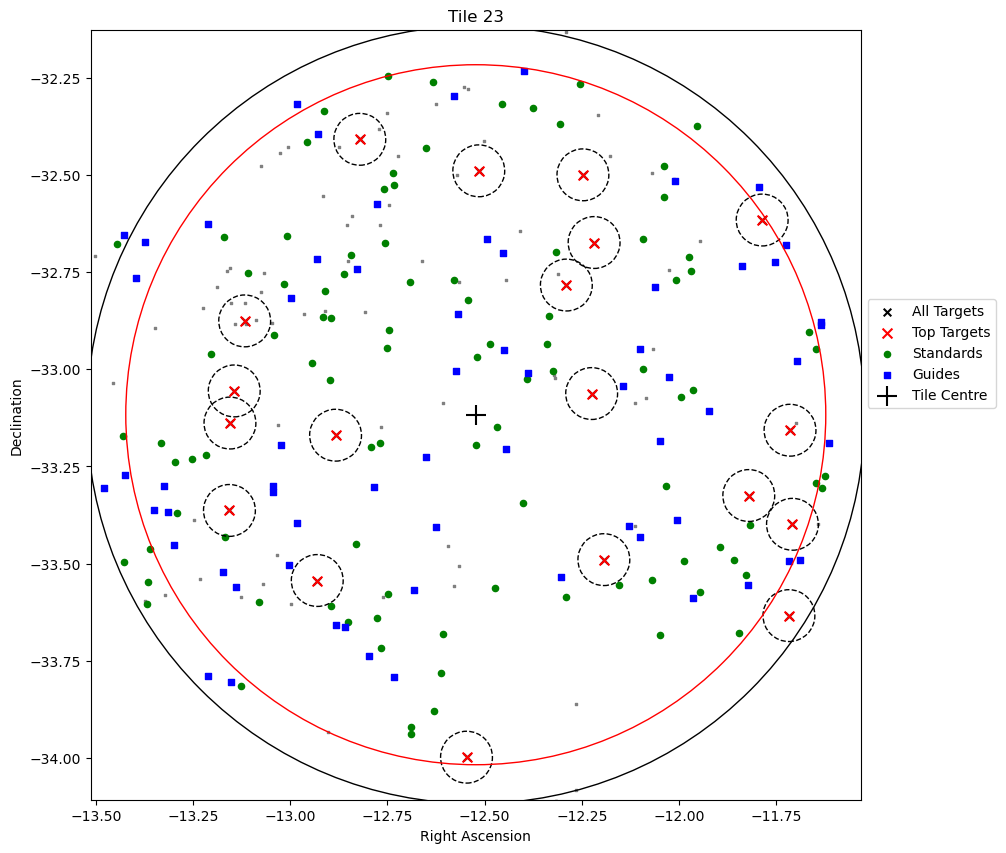 Tile 23
−32.25
−32.50
−32.75
−33.00
−33.25
−33.50
−33.75
−34.00
Declination
−13.50
−13.25
−13.00
−12.75
−12.50
−12.25
−12.00
−11.75
Right Ascension
All Targets
Top Targets
Standards
Guides
Tile Centre